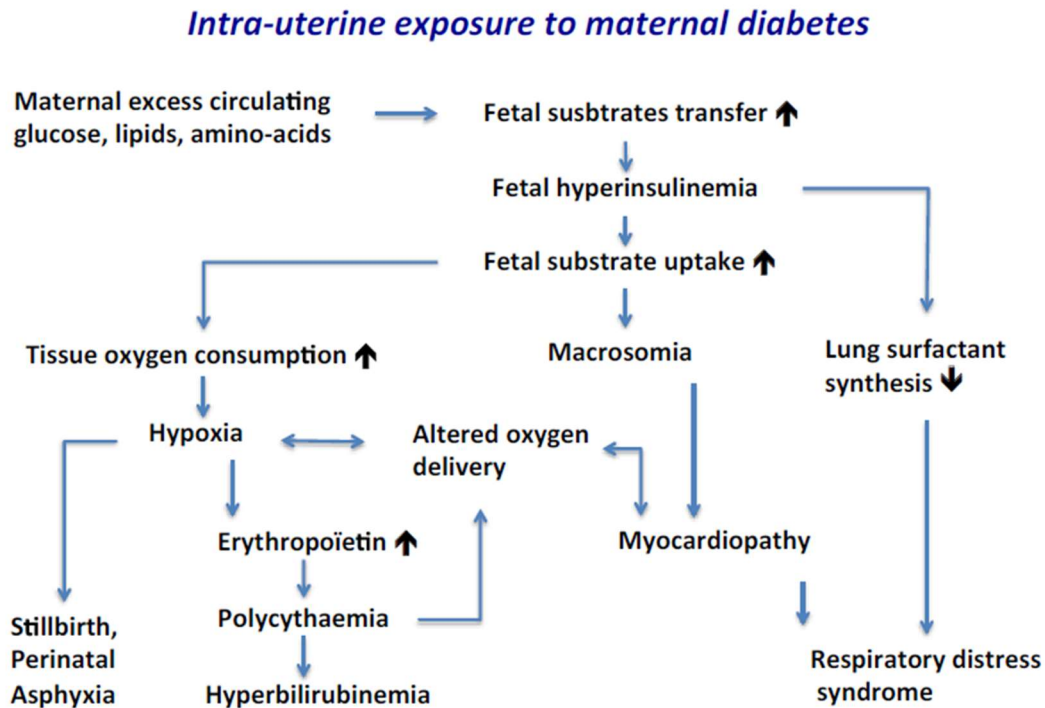 Intra-uterine exposure to maternal diabetes
Maternal excess circulating
glucose, lipids, amino-acids
Fetal susbtrates transfer
Fetal hyperinsulinemia
Fetal substrate uptake
Tissue oxygen consumption
Macrosomia
Lung surfactant
synthesis
Hypoxia
Altered oxygen
delivery
Erythropoïetin
Myocardiopathy
Polycythaemia
Stillbirth,
Perinatal
Asphyxia
Hyperbilirubinemia
Respiratory distress
syndrome